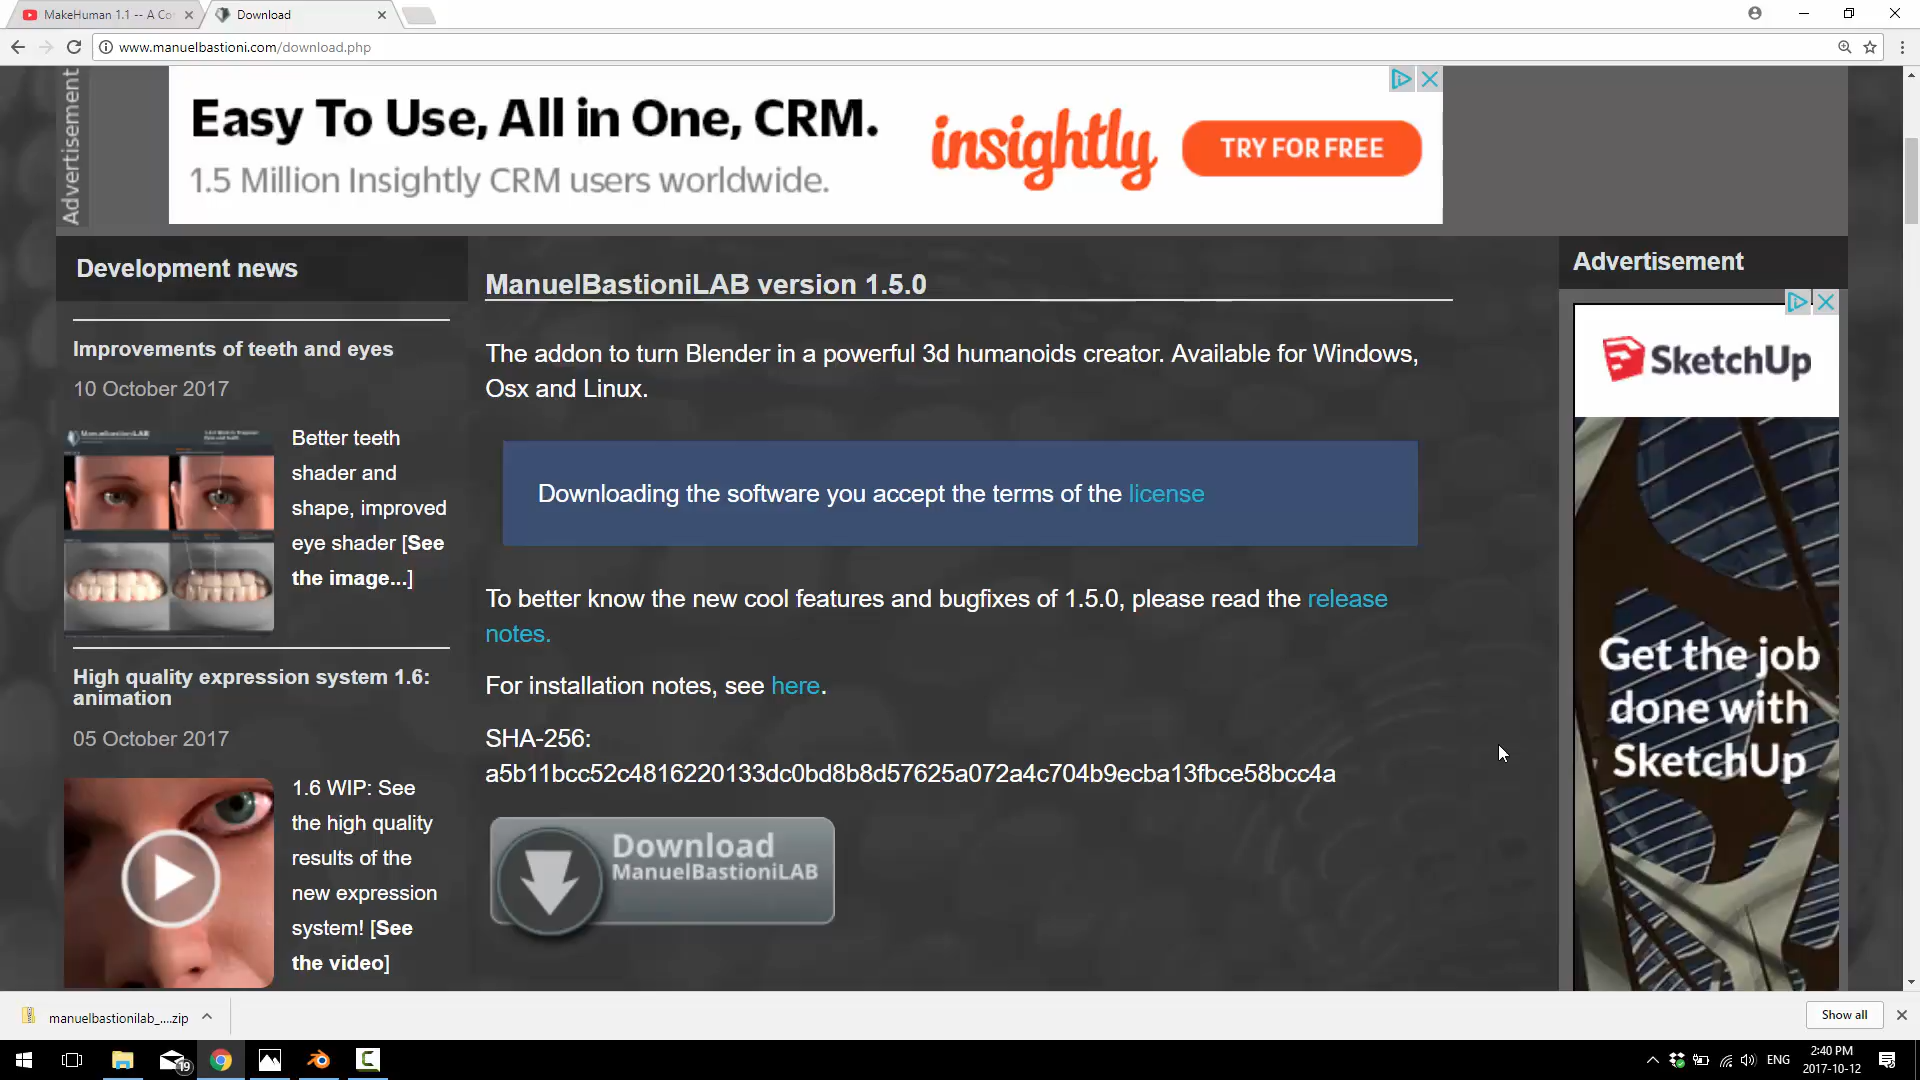 MakeHuman 1.1 -- A Co
Download
www.manuelbastioni.com/download.php
Advertisement
Easy To Use, All in One, CRM.
1.5 Million Insightly CRM users worldwide.
insightly
TRY FOR FREE
Development news
Improvements of teeth and eyes
10 October 2017
Better teeth
shader and
shape, improved
eye shader [See
the image...]
High quality expression system 1.6:
animation
05 October 2017
1.6 WIP: See
the high quality
results of the
new expression
system! [See
the video]
ManuelBastioniLAB version 1.5.0
The addon to turn Blender in a powerful 3d humanoids creator. Available for Windows,
Osx and Linux.
Downloading the software you accept the terms of the license
To better know the new cool features and bugfixes of 1.5.0, please read the release
notes.
For installation notes, see here.
SHA-256:
a5b11bcc52c4816220133dc0bd8b8d57625a072a4c704b9ecba13fbce58bcc4a
Download
ManuelBastioniLAB
Advertisement
SketchUp
Get the job
done with
SketchUp
manuelbastionilab_....zip
Show all
19
ENG
2:40 PM
2017-10-12